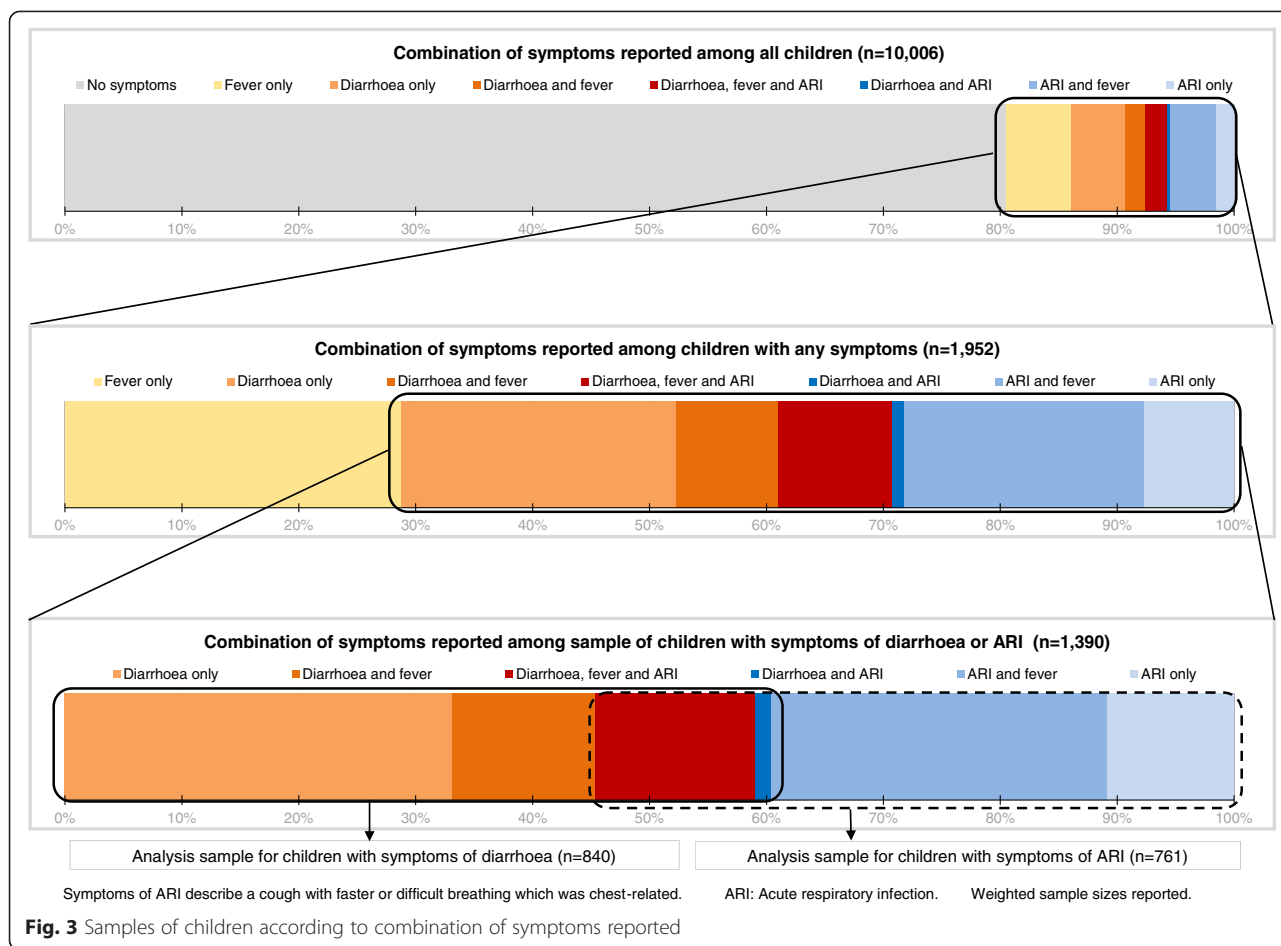 Combination of symptoms reported among all children (n=10,006)
No symptoms Fever only Diarrhoea only Diarrhoea and fever Diarrhoea, fever and ARI Diarrhoea and ARI ARI and fever ARI only
0% 10% 20% 30% 40% 50% 60% 70% 80% 90% 100%
Combination of symptoms reported among children with any symptoms (n=1,952)
Fever only Diarrhoea only Diarrhoea and fever Diarrhoea, fever and ARI Diarrhoea and ARI ARI and fever ARI only
0% 10% 20% 30% 40% 50% 60% 70% 80% 90% 100%
Combination of symptoms reported among sample of children with symptoms of diarrhoea or ARI (n=1,390)
Diarrhoea only Diarrhoea and fever Diarrhoea, fever and ARI Diarrhoea and ARI ARI and fever ARI only
0% 10% 20% 30% 40% 50% 60% 70% 80% 90% 100%
Analysis sample for children with symptoms of diarrhoea (n=840) Analysis sample for children with symptoms of ARI (n=761)
Symptoms of ARI describe a cough with faster or difficult breathing which was chest-related. ARI: Acute respiratory infection. Weighted sample sizes reported.
Fig. 3 Samples of children according to combination of symptoms reported